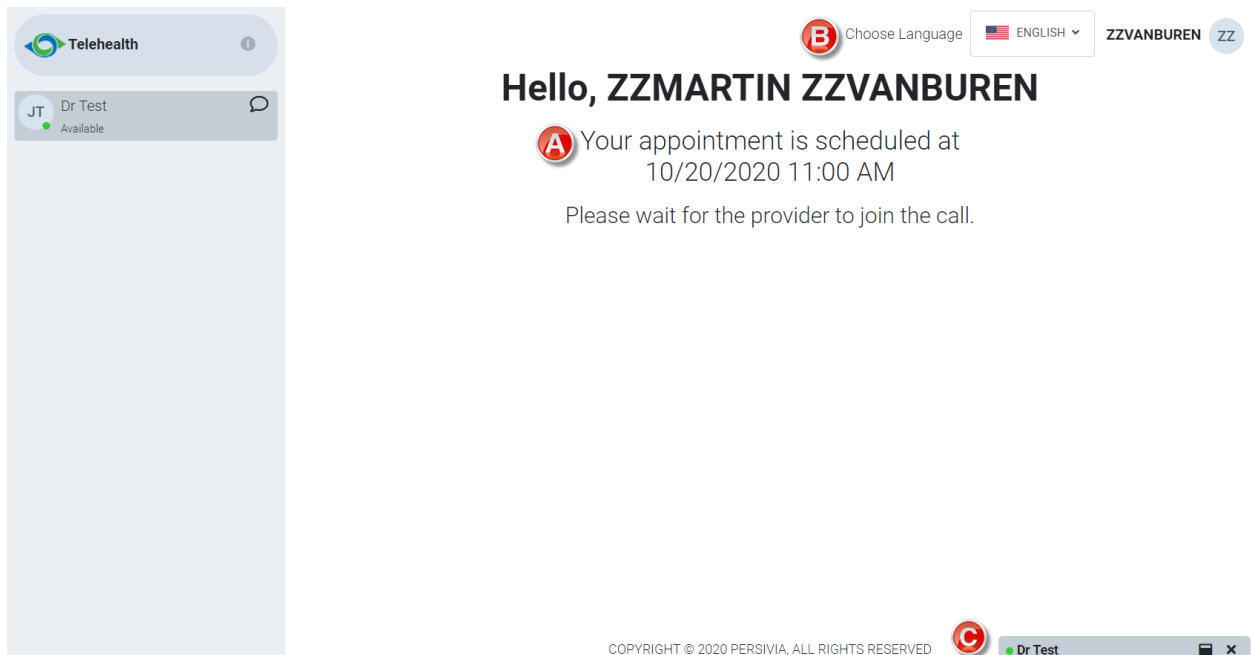 Telehealth
JT
Dr Test
Available
B Choose Language ENGLISH ZZVANBUREN ZZ
Hello, ZZMARTIN ZZVANBUREN
A Your appointment is scheduled at
10/20/2020 11:00 AM
Please wait for the provider to join the call.
COPYRIGHT © 2020 PERSIVIA, ALL RIGHTS RESERVED
C Dr Test